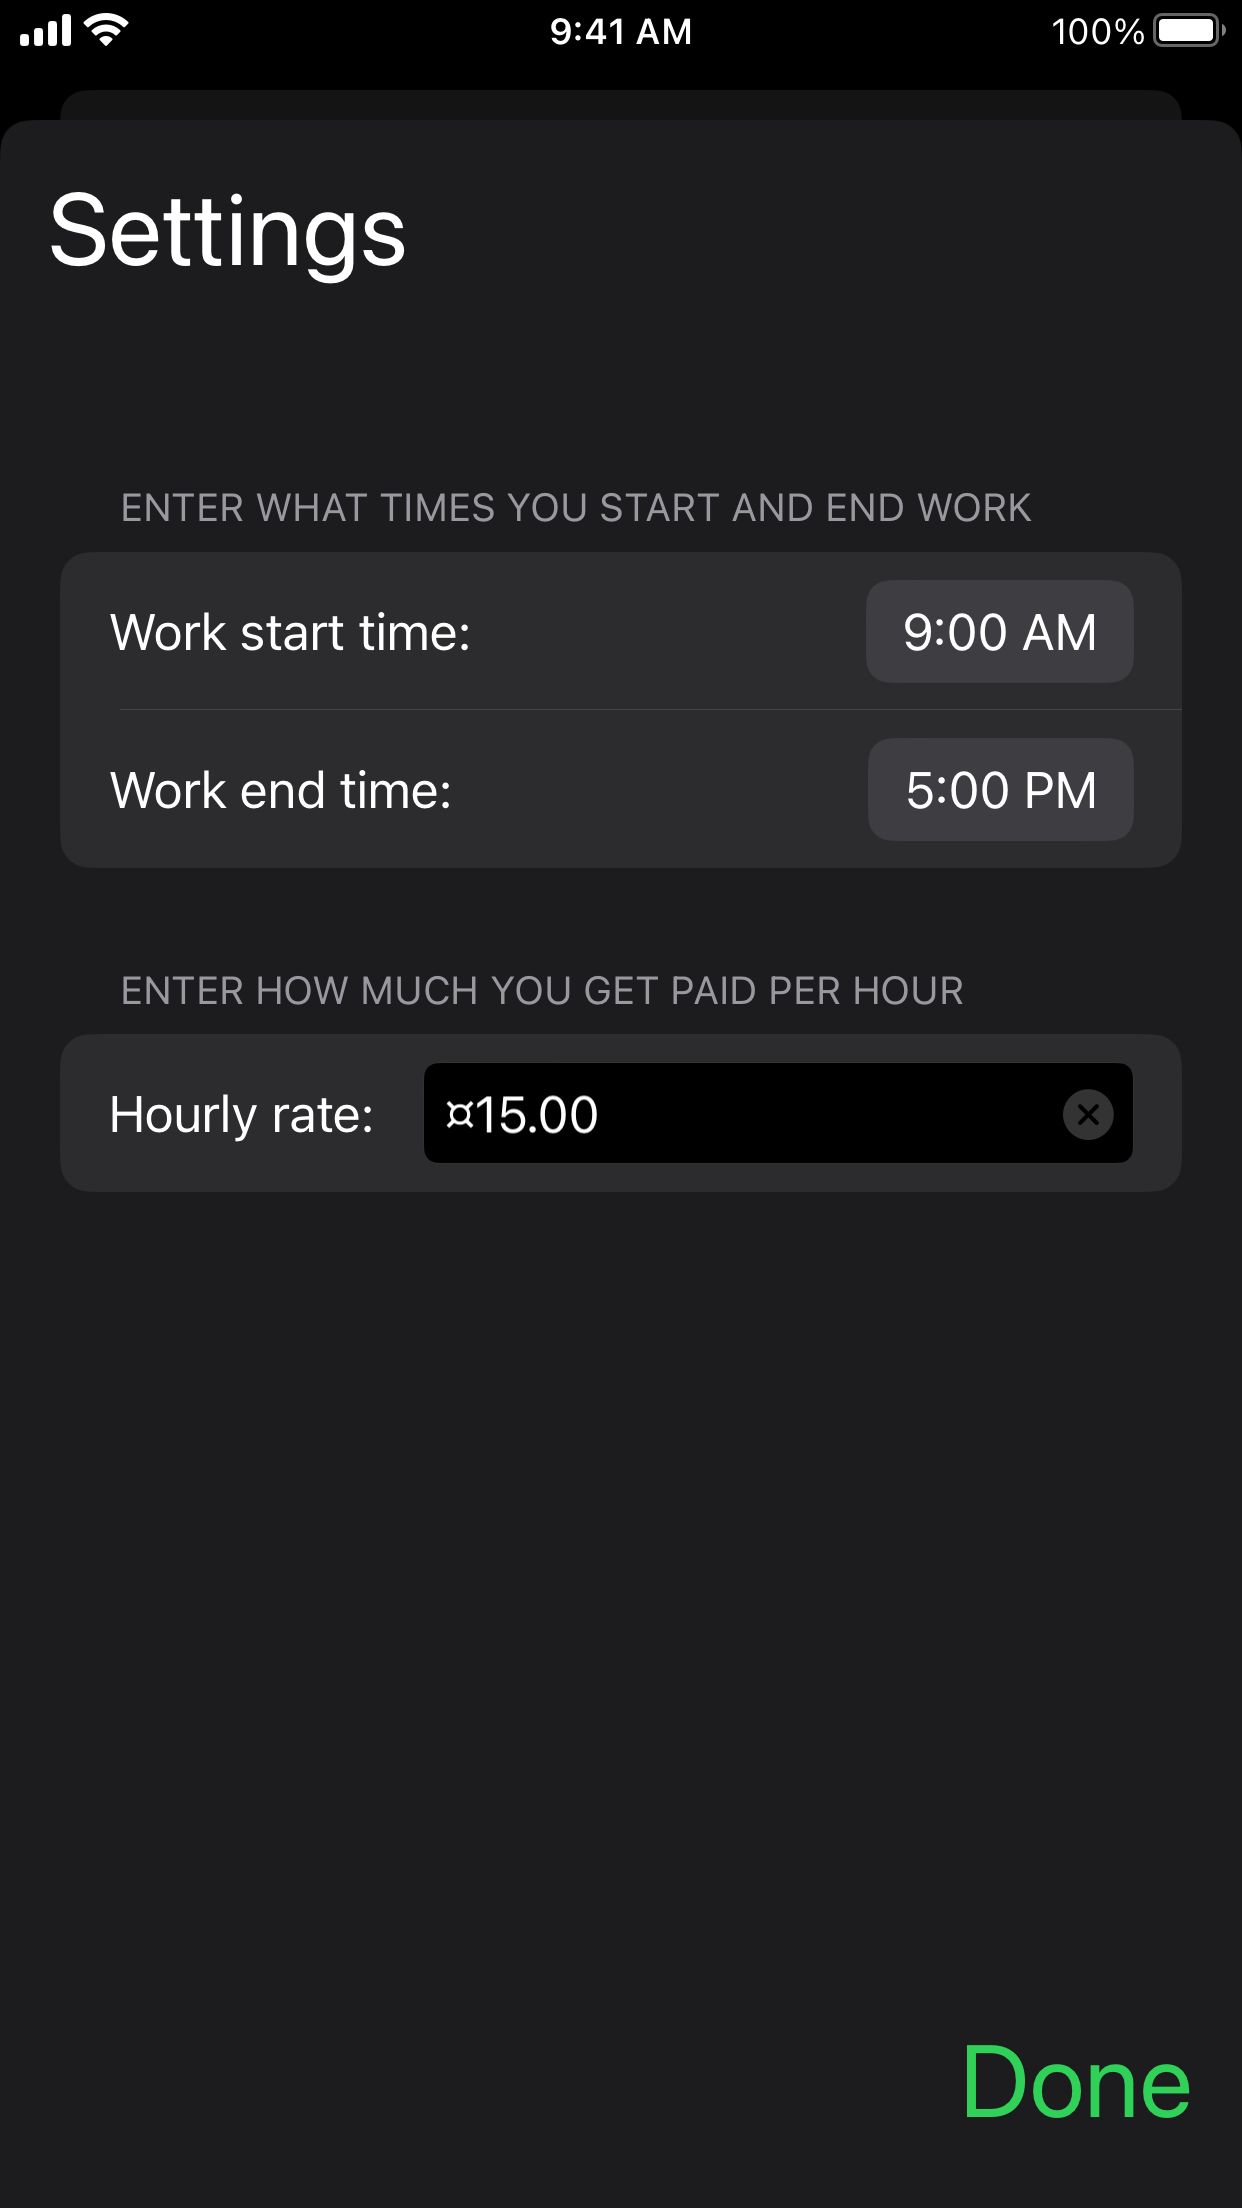 9:41 AM
100%
Settings
ENTER WHAT TIMES YOU START AND END WORK
Work start time:
9:00 AM
Work end time:
5:00 PM
ENTER HOW MUCH YOU GET PAID PER HOUR
Hourly rate:
¤15.00
Done